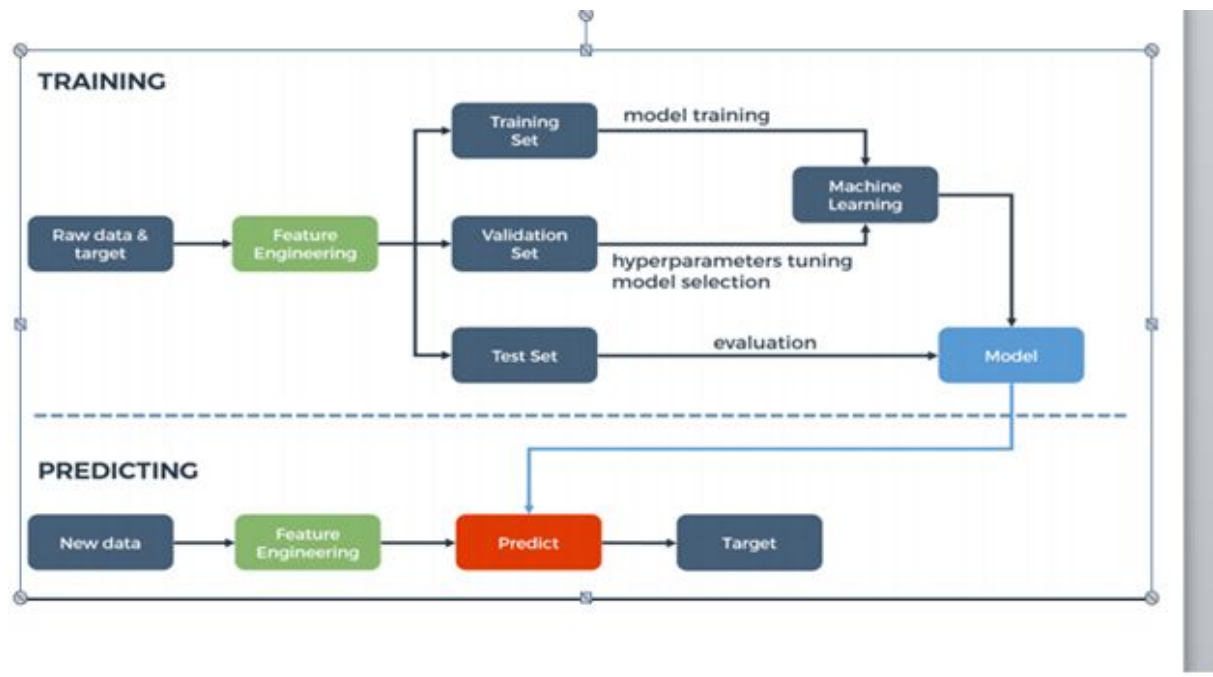 TRAINING
Training
Set
model training
Machine
Learning
Raw data &
target
Feature
Engineering
Validation
Set
hyperparameters tuning
model selection
Test Set
evaluation
Model
PREDICTING
New data
Feature
Engineering
Predict
Target